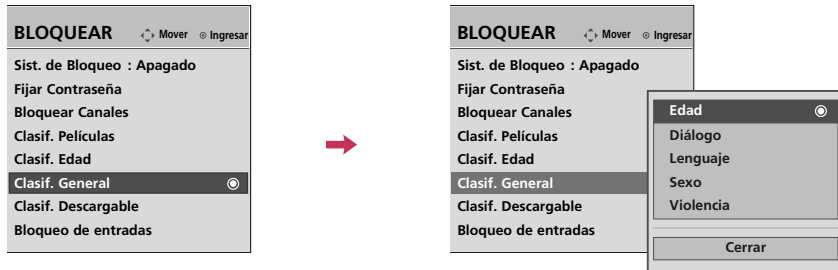 BLOQUEAR Mover Ingresar
Sist. de Bloqueo : Apagado
Fijar Contraseña
Bloquear Canales
Clasif. Películas
Clasif. Edad
Clasif. General
Clasif. Descargable
Bloqueo de entradas
BLOQUEAR Mover Ingresar
Sist. de Bloqueo : Apagado
Fijar Contraseña
Bloquear Canales
Clasif. Películas
Clasif. Edad
Clasif. General
Clasif. Descargable
Bloqueo de entradas
Edad
Diálogo
Lenguaje
Sexo
Violencia
Cerrar